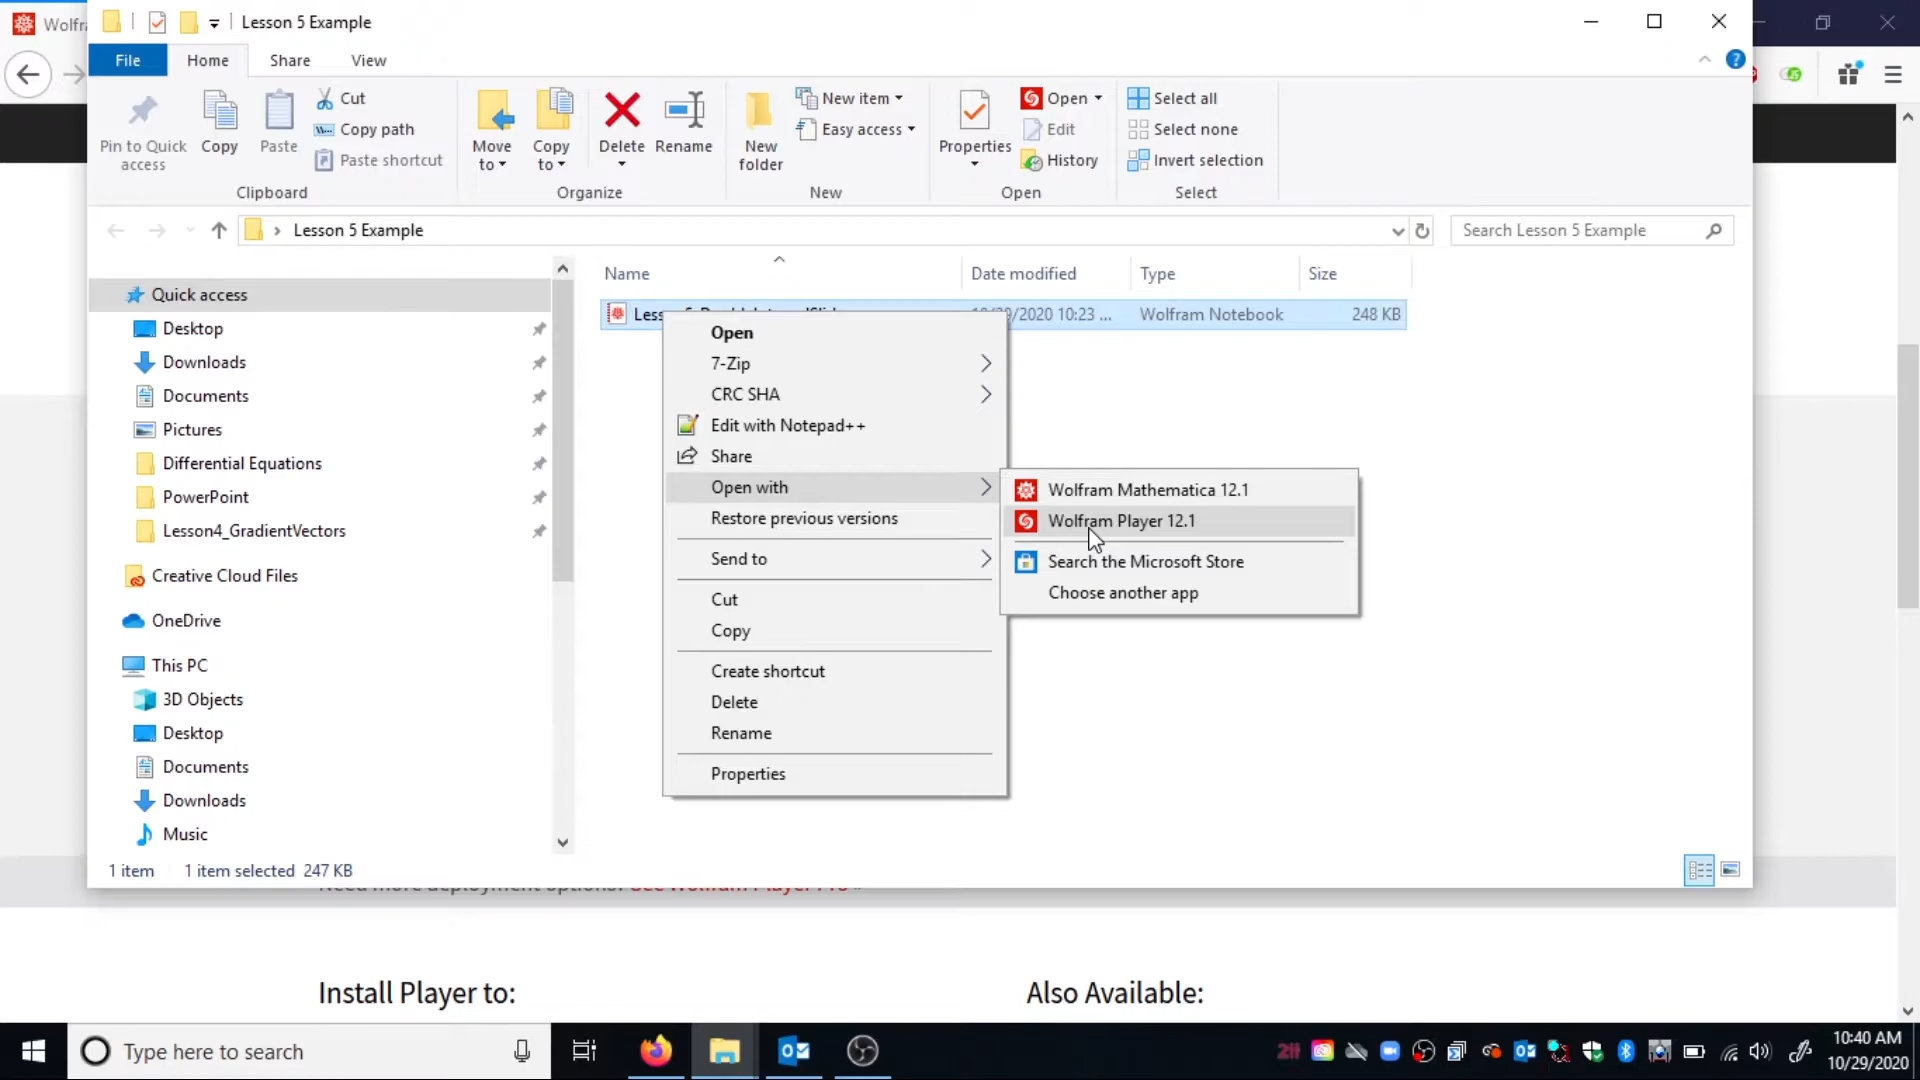 Wolfra
Lesson 5 Example
File
Home
Share
View
Pin to Quick
access
Copy
Paste
Cut
Copy path
Paste shortcut
Clipboard
Move
to
Copy
to
Delete
Rename
Organize
New
folder
New item
Easy access
New
Properties
Open
Edit
History
Open
Select all
Select none
Invert selection
Select
Lesson 5 Example
Search Lesson 5 Example
Name
Date modified
Type
Size
/2020 10:23 ...
Wolfram Notebook
248 KB
Quick access
Desktop
Downloads
Documents
Pictures
Differential Equations
PowerPoint
Lesson4_GradientVectors
Creative Cloud Files
OneDrive
This PC
3D Objects
Desktop
Documents
Downloads
Music
Open
7-Zip
CRC SHA
Edit with Notepad++
Share
Open with
Restore previous versions
Send to
Cut
Copy
Create shortcut
Delete
Rename
Properties
Wolfram Mathematica 12.1
Wolfram Player 12.1
Search the Microsoft Store
Choose another app
1 item
1 item selected 247 KB
Install Player to:
Also Available:
Type here to search
10:40 AM
10/29/2020